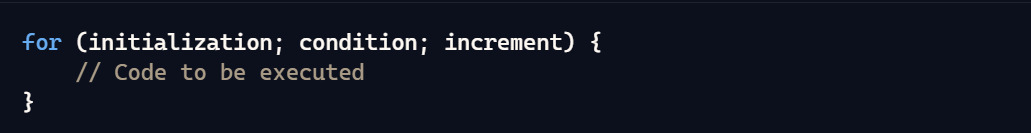 for (initialization; condition; increment) {
    // Code to be executed
}